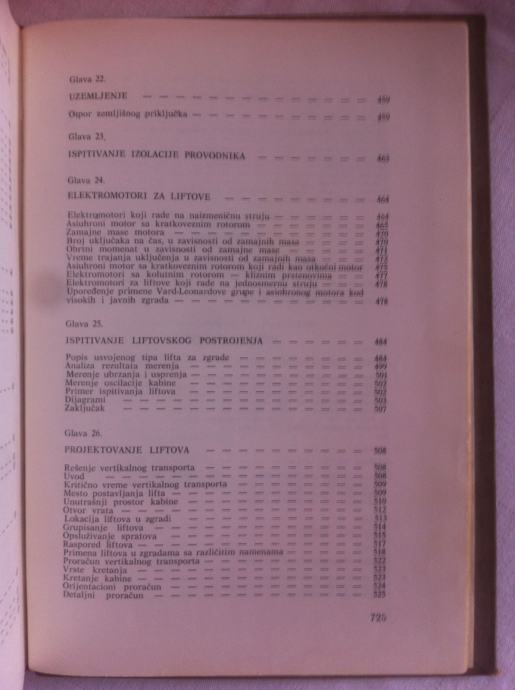 Glava 22.
UZEMLJENJE — — — — — — — — — — — — — — 459
Otpor zemljišnog priključka — — — — — — — — — — — 459
Glava 23.
ISPITIVANJE IZOLACIJE PROVODNIKA — — — — — — — 461
Glava 24.
ELEKTROMOTORI ZA LIFTOVE — — — — — — — — — 464
Elektromotori koji rade na naizmeničnu struju — — — — — — 464
Asinhroni motor sa kratkoveznim rotorom — — — — — — — 465
Zamajne mase motora — — — — — — — — — — — — 470
Broj uključaka na čas, u zavisnosti od zamajnih masa — — — — 470
Obrtni momenat u zavisnosti od zamajne mase — — — — — 471
Vreme trajanja uključenja u zavisnosti od zamajnih masa — — — 473
Asinhroni motor sa kratkoveznim rotorom koji radi kao otkočni motor 475
Elektromotori sa kolutnim rotorom — kliznim prstenovima — — — 477
Elektromotori za liftove koji rade na jednosmernu struju — — — 478
Upoređenje primene Vard-Leonardove grupe i asinhronog motora kod
visokih i javnih zgrada — — — — — — — — — — — — 478
Glava 25.
ISPITIVANJE LIFTOVSKOG POSTROJENJA — — — — — — 484
Popis usvojenog tipa lifta za zgrade — — — — — — — — 484
Analiza rezultata merenja — — — — — — — — — — — 499
Merenje ubrzanja i usprenja — — — — — — — — — — 501
Merenje oscilacije kabine — — — — — — — — — — — 502
Primer ispitivanja liftova — — — — — — — — — — — 502
Dijagrami — — — — — — — — — — — — — — — 503
Zaključak — — — — — — — — — — — — — — — 507
Glava 26.
PROJEKTOVANJE LIFTOVA — — — — — — — — — — 508
Rešenje vertikalnog transporta — — — — — — — — — — 508
Uvod — — — — — — — — — — — — — — — — 508
Kritično vreme vertikalnog transporta — — — — — — — — 509
Mesto postavljanja lifta — — — — — — — — — — — — 509
Unutrašnji prostor kabine — — — — — — — — — — — 510
Otvor vrata — — — — — — — — — — — — — — 512
Lokacija liftova u zgradi — — — — — — — — — — — 513
Grupisanje liftova — — — — — — — — — — — — — 514
Opsluživanje spratova — — — — — — — — — — — — 515
Raspored liftova — — — — — — — — — — — — — — 517
Primena liftova u zgradama sa različitim namenama — — — — 518
Proračun vertikalnog transporta — — — — — — — — — — 522
Vrste kretanja — — — — — — — — — — — — — — 523
Kretanje kabine — — — — — — — — — — — — — — 523
Orijentacioni proračun — — — — — — — — — — — — 524
Detaljni proračun — — — — — — — — — — — — — 525
725